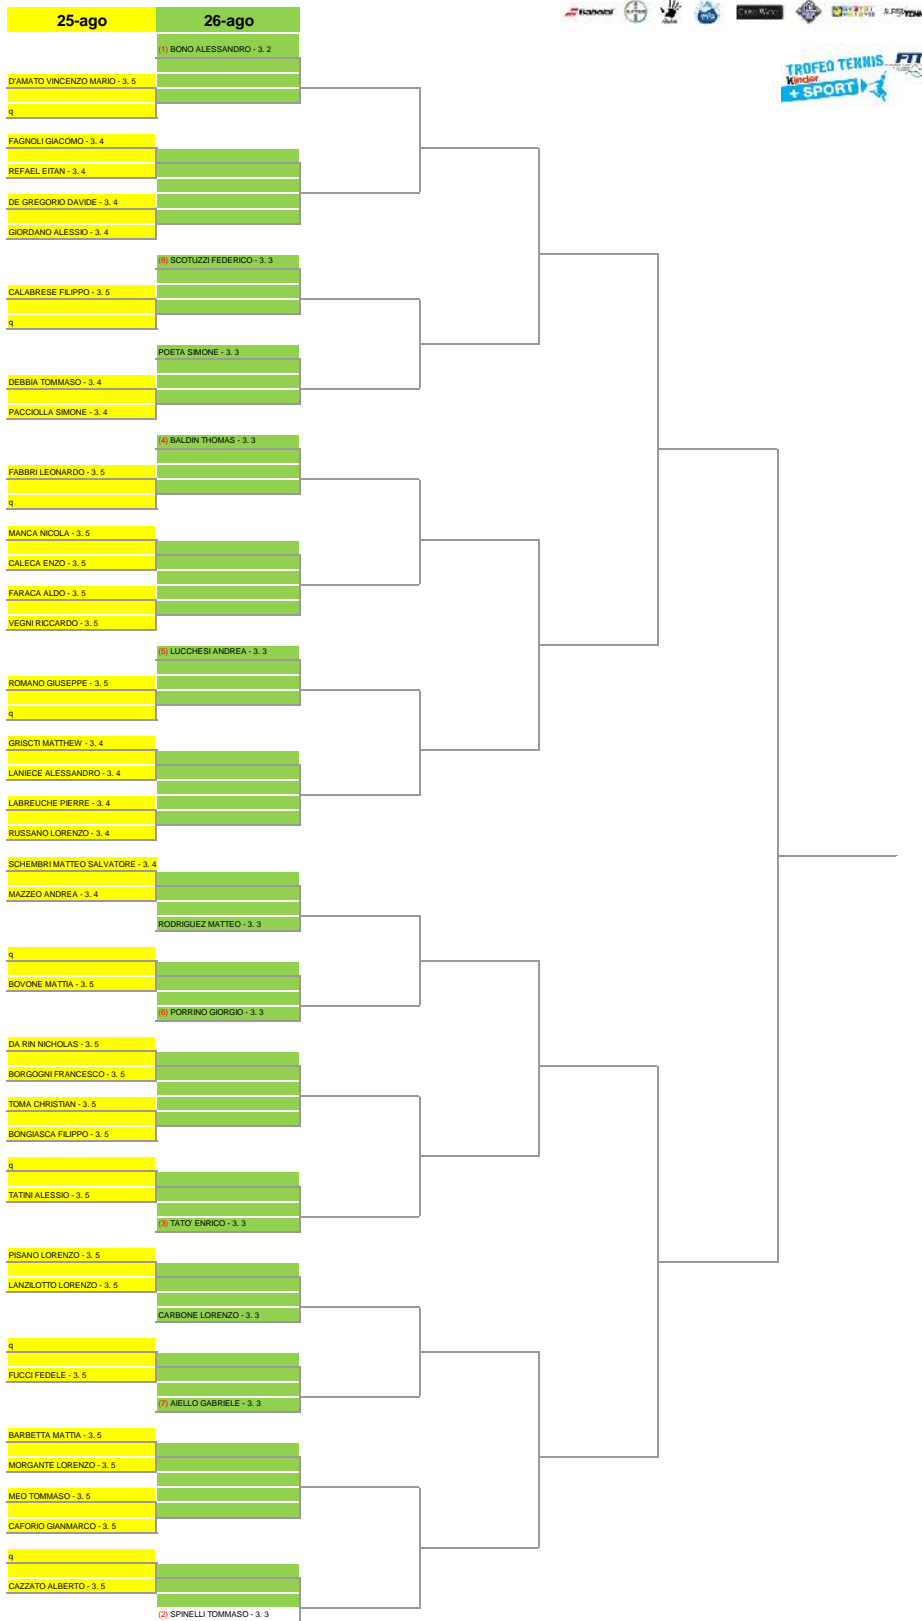 25-ago 26-ago
(1) BONO ALESSANDRO - 3. 2
D'AMATO VINCENZO MARIO - 3. 5
q
FAGNOLI GIACOMO - 3. 4
REFAEL EITAN - 3. 4
DE GREGORIO DAVIDE - 3. 4
GIORDANO ALESSIO - 3. 4
(8) SCOTUZZI FEDERICO - 3. 3
CALABRESE FILIPPO - 3. 5
q
POETA SIMONE - 3. 3
DEBBIA TOMMASO - 3. 4
PACCIOLLA SIMONE - 3. 4
(4) BALDIN THOMAS - 3. 3
FABBRI LEONARDO - 3. 5
q
MANCA NICOLA - 3. 5
CALECA ENZO - 3. 5
FARACA ALDO - 3. 5
VEGNI RICCARDO - 3. 5
(5) LUCCHESI ANDREA - 3. 3
ROMANO GIUSEPPE - 3. 5
q
GRISCTI MATTHEW - 3. 4
LANIECE ALESSANDRO - 3. 4
LABREUCHE PIERRE - 3. 4
RUSSANO LORENZO - 3. 4
SCHEMBRI MATTEO SALVATORE - 3. 4
MAZZEO ANDREA - 3. 4
RODRIGUEZ MATTEO - 3. 3
q
BOVONE MATTIA - 3. 5
(6) PORRINO GIORGIO - 3. 3
DA RIN NICHOLAS - 3. 5
BORGOGNI FRANCESCO - 3. 5
TOMA CHRISTIAN - 3. 5
BONGIASCA FILIPPO - 3. 5
q
TATINI ALESSIO - 3. 5
(3) TATO' ENRICO - 3. 3
PISANO LORENZO - 3. 5
LANZILOTTO LORENZO - 3. 5
CARBONE LORENZO - 3. 3
q
FUCCI FEDELE - 3. 5
(7) AIELLO GABRIELE - 3. 3
BARBETTA MATTIA - 3. 5
MORGANTE LORENZO - 3. 5
MEO TOMMASO - 3. 5
CAFORIO GIANMARCO - 3. 5
q
CAZZATO ALBERTO - 3. 5
(2) SPINELLI TOMMASO - 3. 3
Babolat
TROFEO TENNIS
Kinder
+ SPORT
FIT